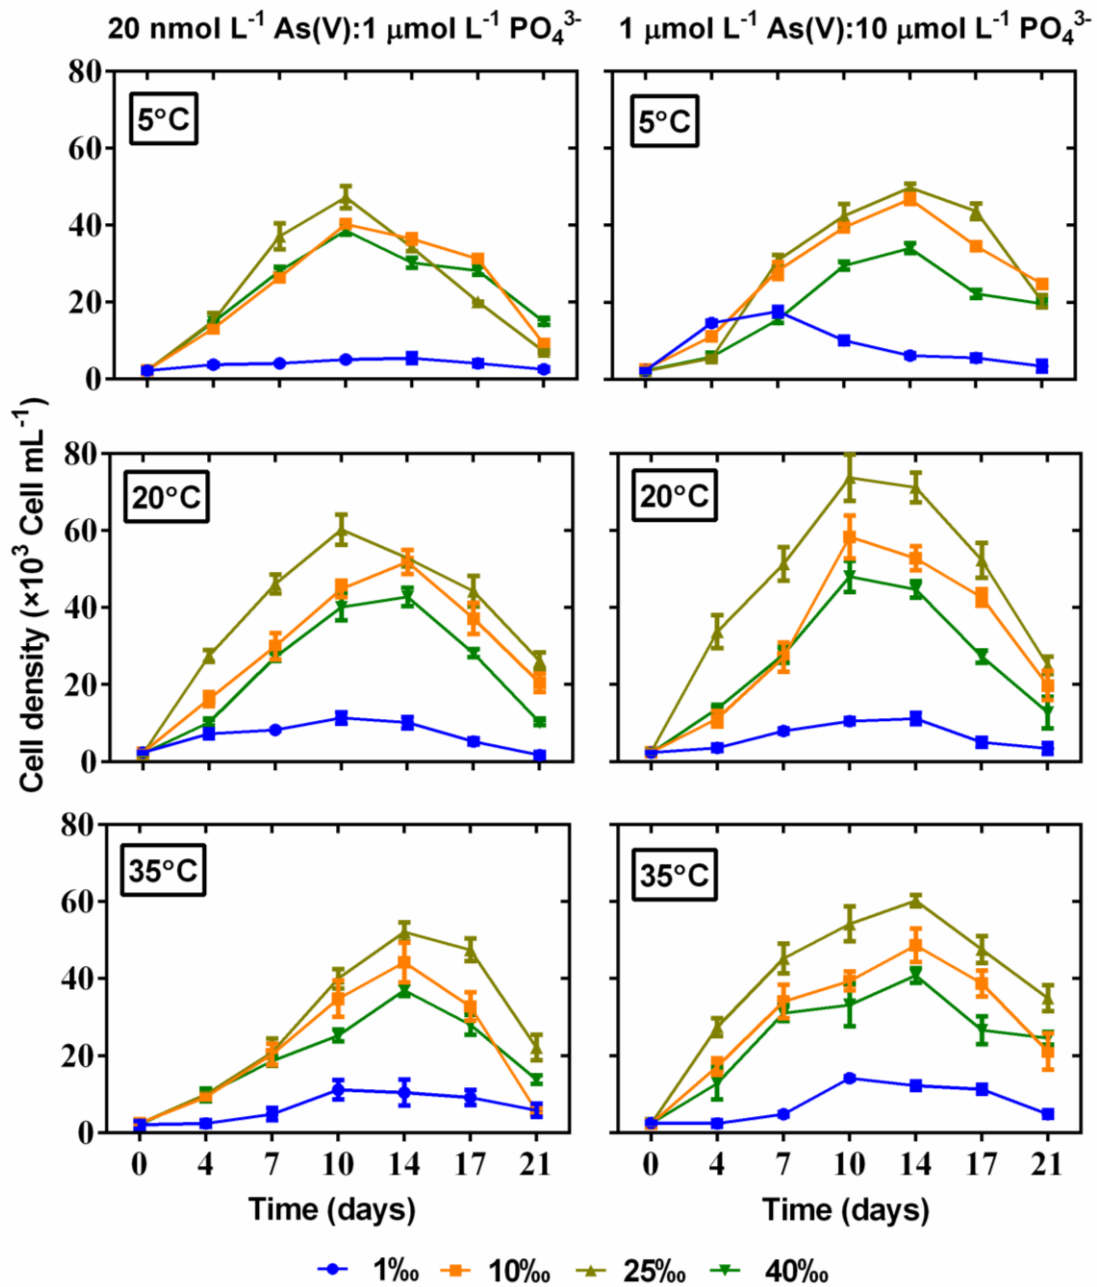 20 nmol L⁻¹ As(V):1 μmol L⁻¹ PO₄³⁻
1 μmol L⁻¹ As(V):10 μmol L⁻¹ PO₄³⁻
Cell density (×10³ Cell mL⁻¹)
80
60
40
20
0
5°C
5°C
80
60
40
20
0
20°C
20°C
80
60
40
20
0
35°C
35°C
0 4 7 10 14 17 21
0 4 7 10 14 17 21
Time (days)
Time (days)
1‰ 10‰ 25‰ 40‰